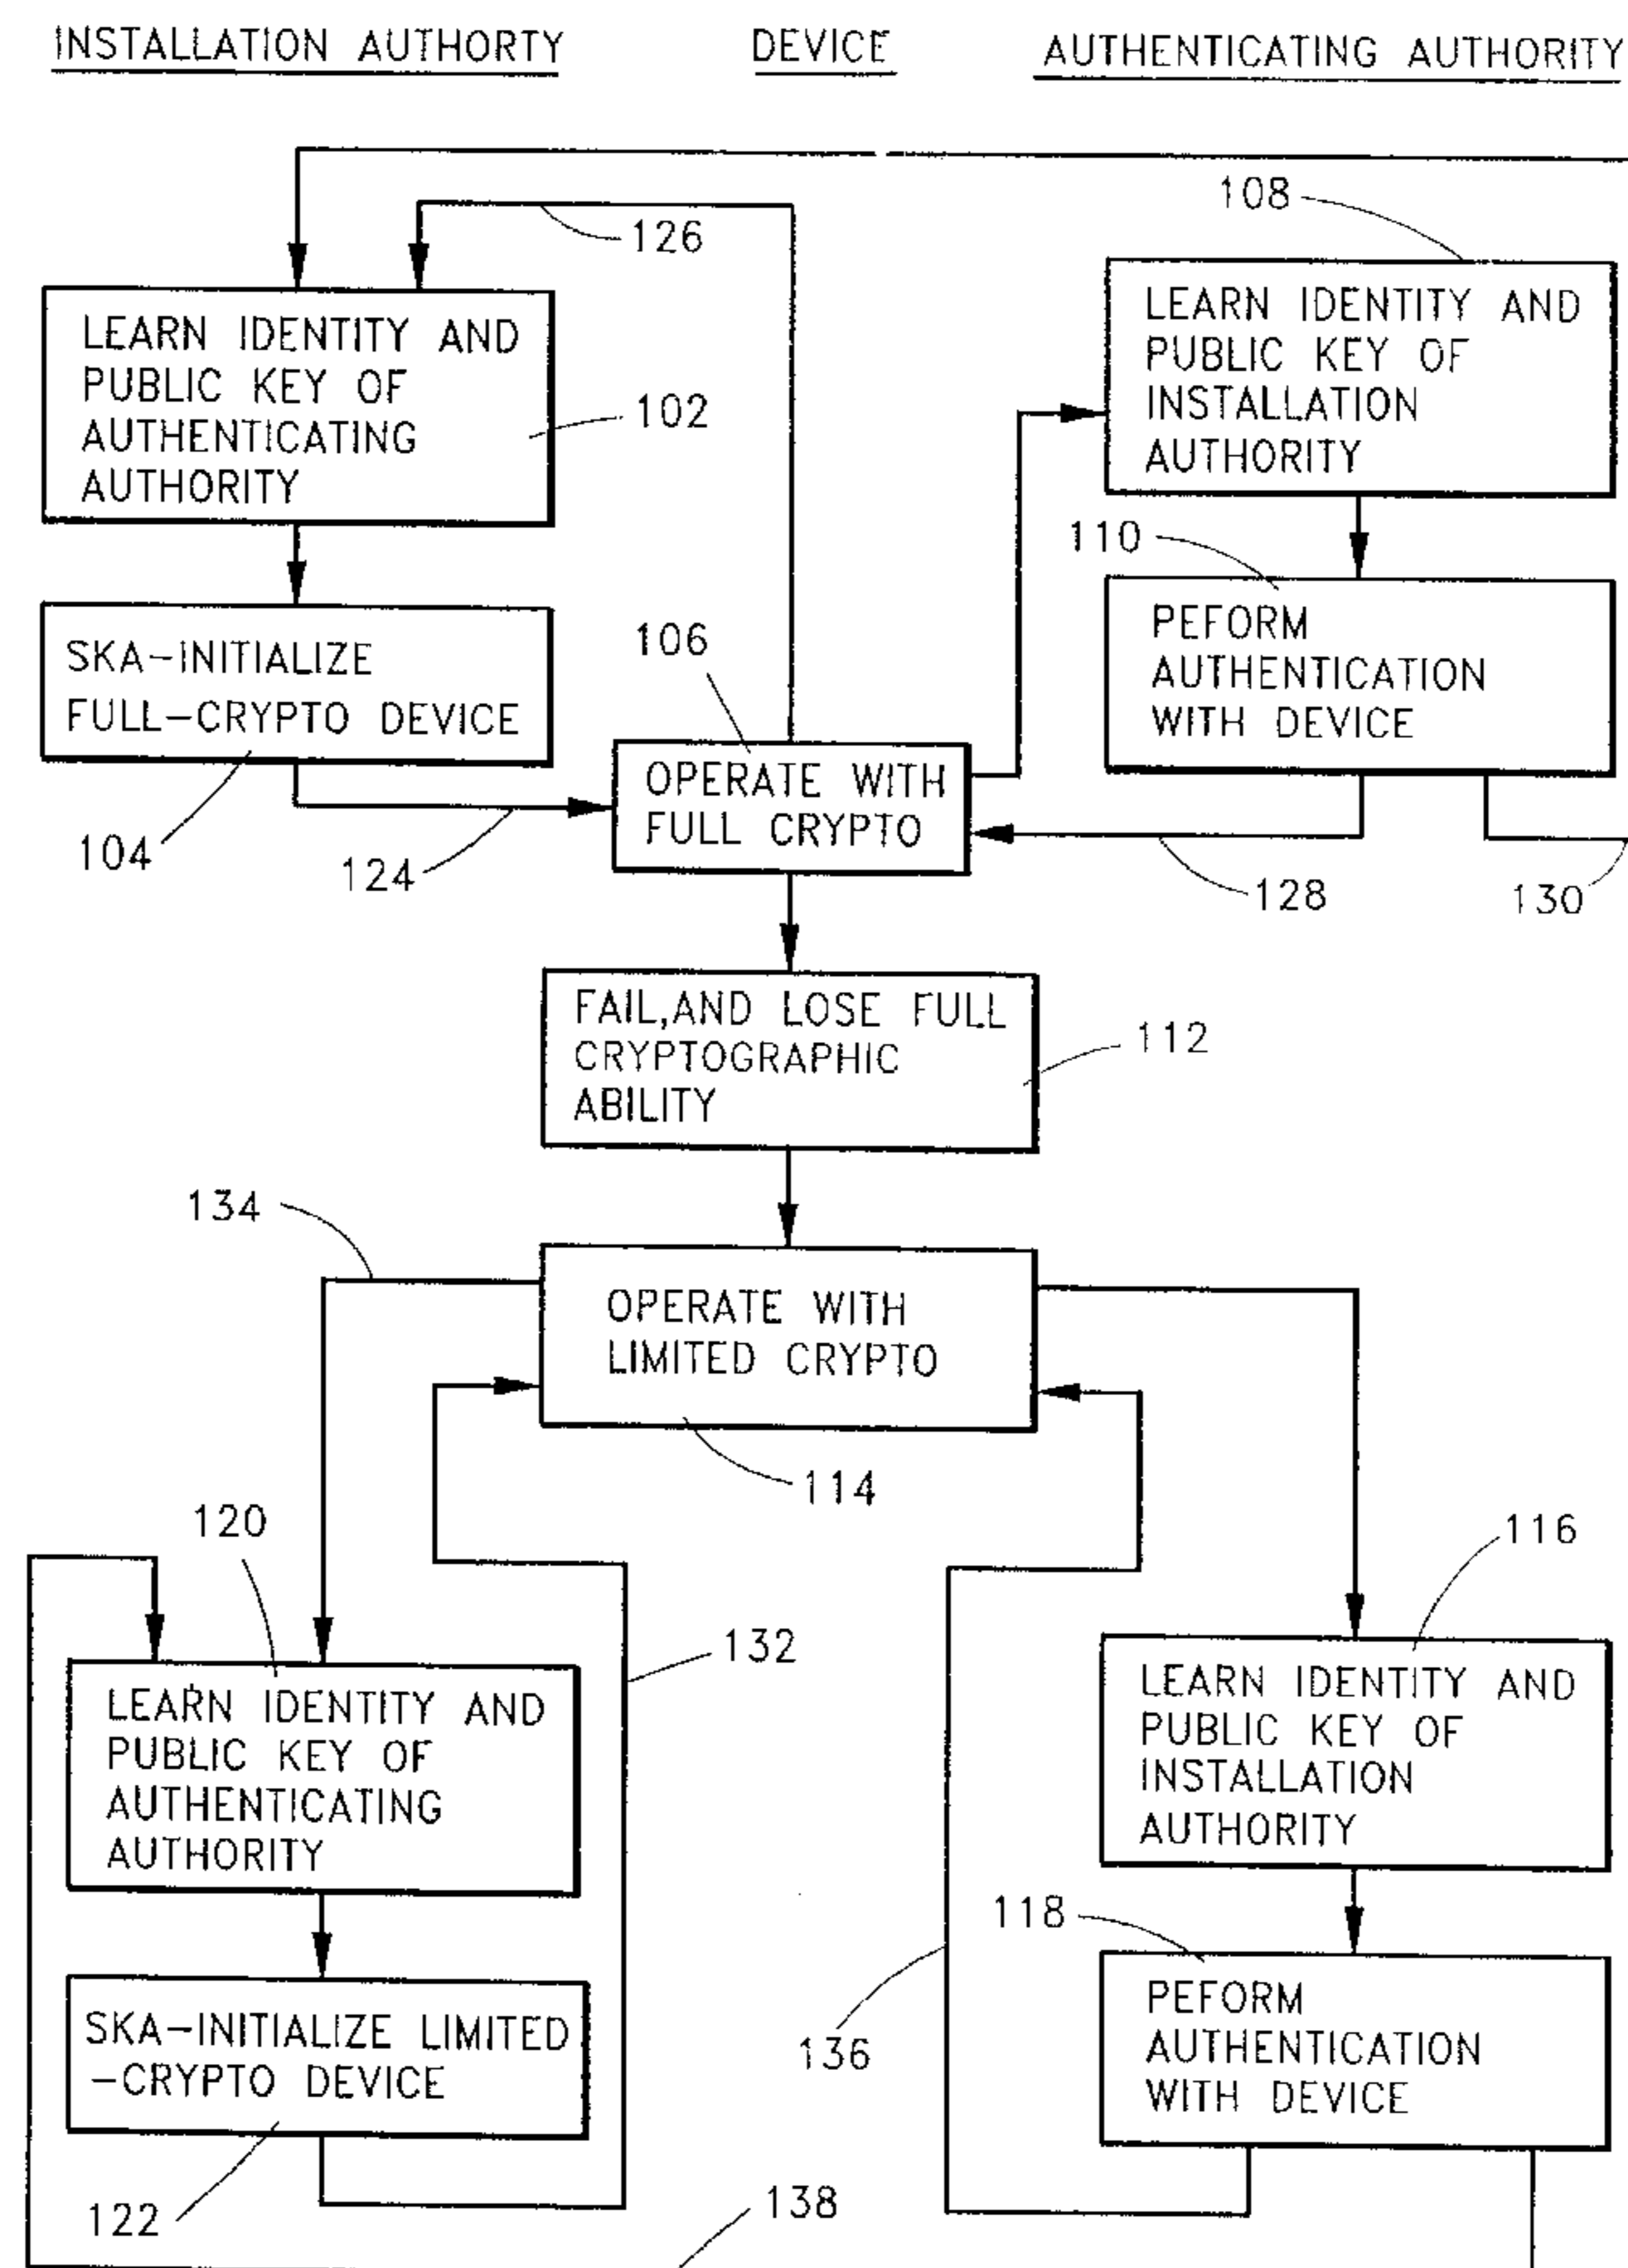 INSTALLATION AUTHORTY
DEVICE
AUTHENTICATING AUTHORITY
108
126
LEARN IDENTITY AND
PUBLIC KEY OF
AUTHENTICATING
AUTHORITY
102
LEARN IDENTITY AND
PUBLIC KEY OF
INSTALLATION
AUTHORITY
110
SKA-INITIALIZE
FULL-CRYPTO DEVICE
104
106
PEFORM
AUTHENTICATION
WITH DEVICE
OPERATE WITH
FULL CRYPTO
124
128
130
FAIL,AND LOSE FULL
CRYPTOGRAPHIC
ABILITY
112
134
OPERATE WITH
LIMITED CRYPTO
114
120
116
132
LEARN IDENTITY AND
PUBLIC KEY OF
AUTHENTICATING
AUTHORITY
LEARN IDENTITY AND
PUBLIC KEY OF
INSTALLATION
AUTHORITY
118
SKA-INITIALIZE LIMITED
-CRYPTO DEVICE
122
136
PEFORM
AUTHENTICATION
WITH DEVICE
138